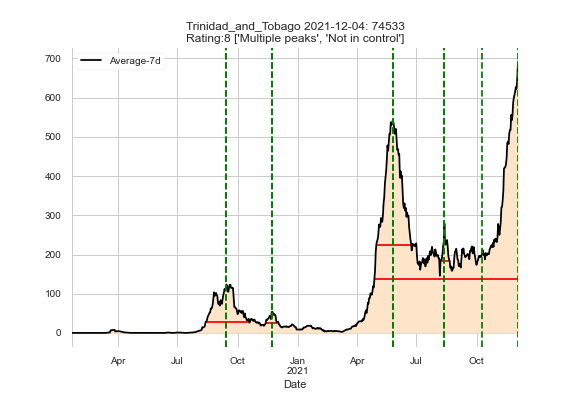 Trinidad_and_Tobago 2021-12-04: 74533
Rating:8 ['Multiple peaks', 'Not in control']
Average-7d
700
600
500
400
300
200
100
0
Apr
Jul
Oct
Jan
2021
Apr
Jul
Oct
Date